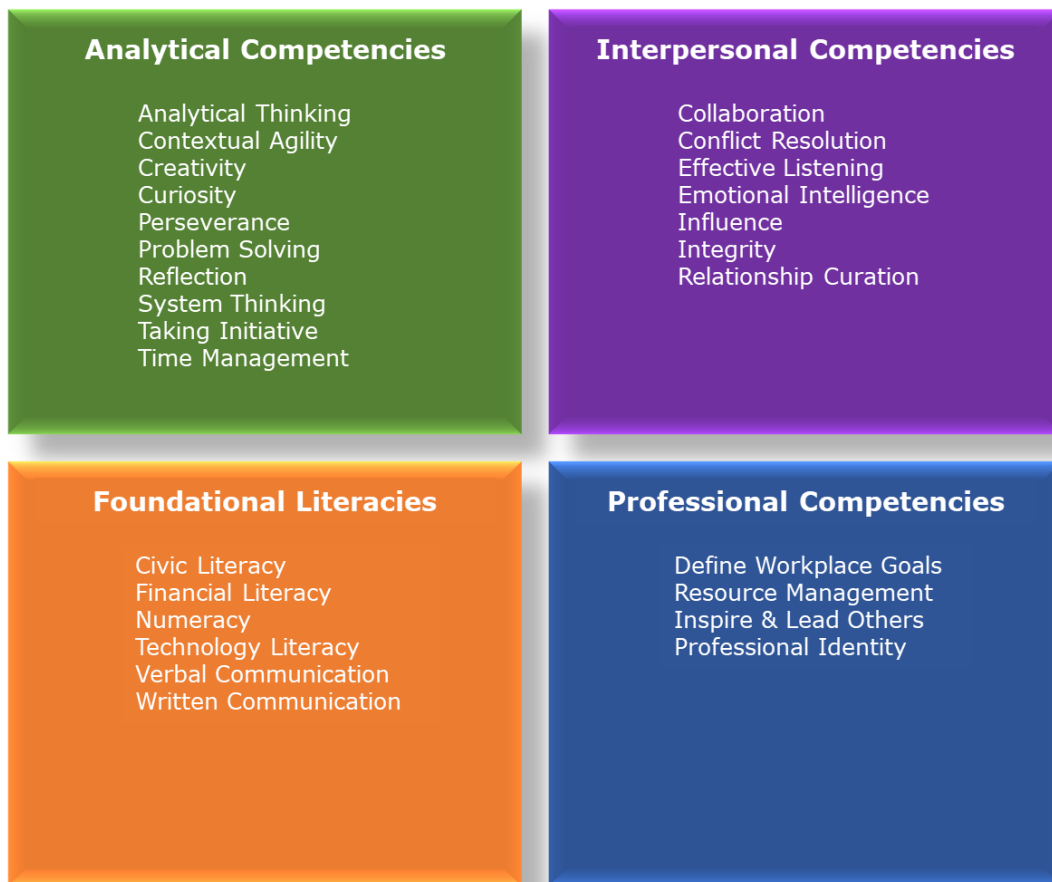 Analytical Competencies
Analytical Thinking
Contextual Agility
Creativity
Curiosity
Perseverance
Problem Solving
Reflection
System Thinking
Taking Initiative
Time Management
Interpersonal Competencies
Collaboration
Conflict Resolution
Effective Listening
Emotional Intelligence
Influence
Integrity
Relationship Curation
Foundational Literacies
Civic Literacy
Financial Literacy
Numeracy
Technology Literacy
Verbal Communication
Written Communication
Professional Competencies
Define Workplace Goals
Resource Management
Inspire & Lead Others
Professional Identity